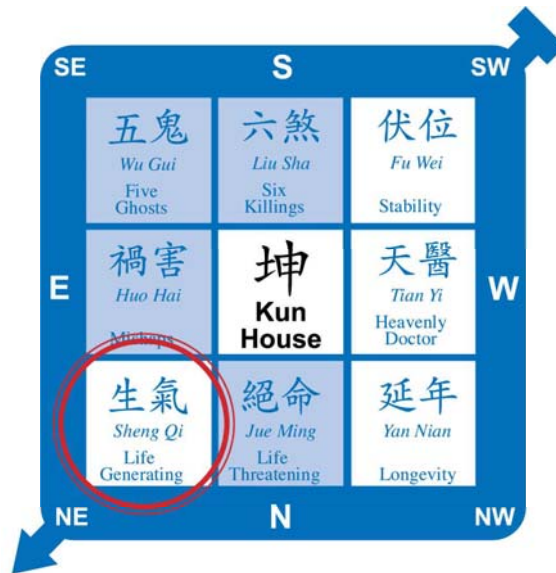 SE
S
SW
五鬼
Wu Gui
Five
Ghosts
六煞
Liu Sha
Six
Killings
伏位
Fu Wei
Stability
E
禍害
Huo Hai
Mishaps
坤
Kun
House
天醫
Tian Yi
Heavenly
Doctor
W
生氣
Sheng Qi
Life
Generating
絕命
Jue Ming
Life
Threatening
延年
Yan Nian
Longevity
NE
N
NW